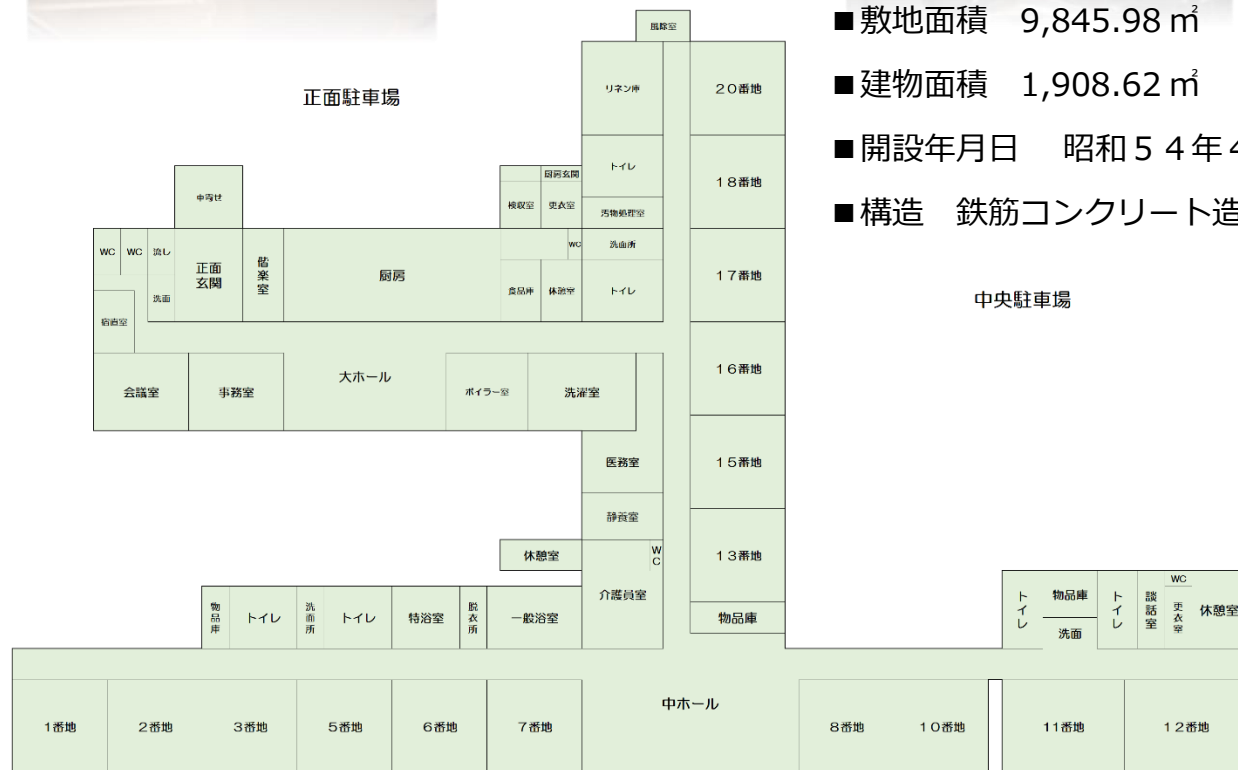 ■敷地面積　9,845.98㎡
■建物面積　1,908.62㎡
■開設年月日　昭和５４年４
■構造　鉄筋コンクリート造
風除室
正面駐車場
リネン庫
２０番地
トイレ
１８番地
厨房玄関
検収室
更衣室
汚物処理室
車寄せ
WC
WC
流し
正面
玄関
偕楽室
厨房
WC
洗面所
１７番地
洗面
食品庫
休憩室
トイレ
中央駐車場
宿直室
会議室
事務室
大ホール
ボイラー室
洗濯室
１６番地
医務室
１５番地
静養室
休憩室
WC
１３番地
介護員室
物品庫
トイレ
洗面所
トイレ
特浴室
脱衣所
一般浴室
物品庫
トイレ
物品庫
洗面
トイレ
談話室
WC
更衣室
休憩室
1番地
２番地
３番地
５番地
６番地
７番地
中ホール
８番地
１０番地
11番地
１２番地